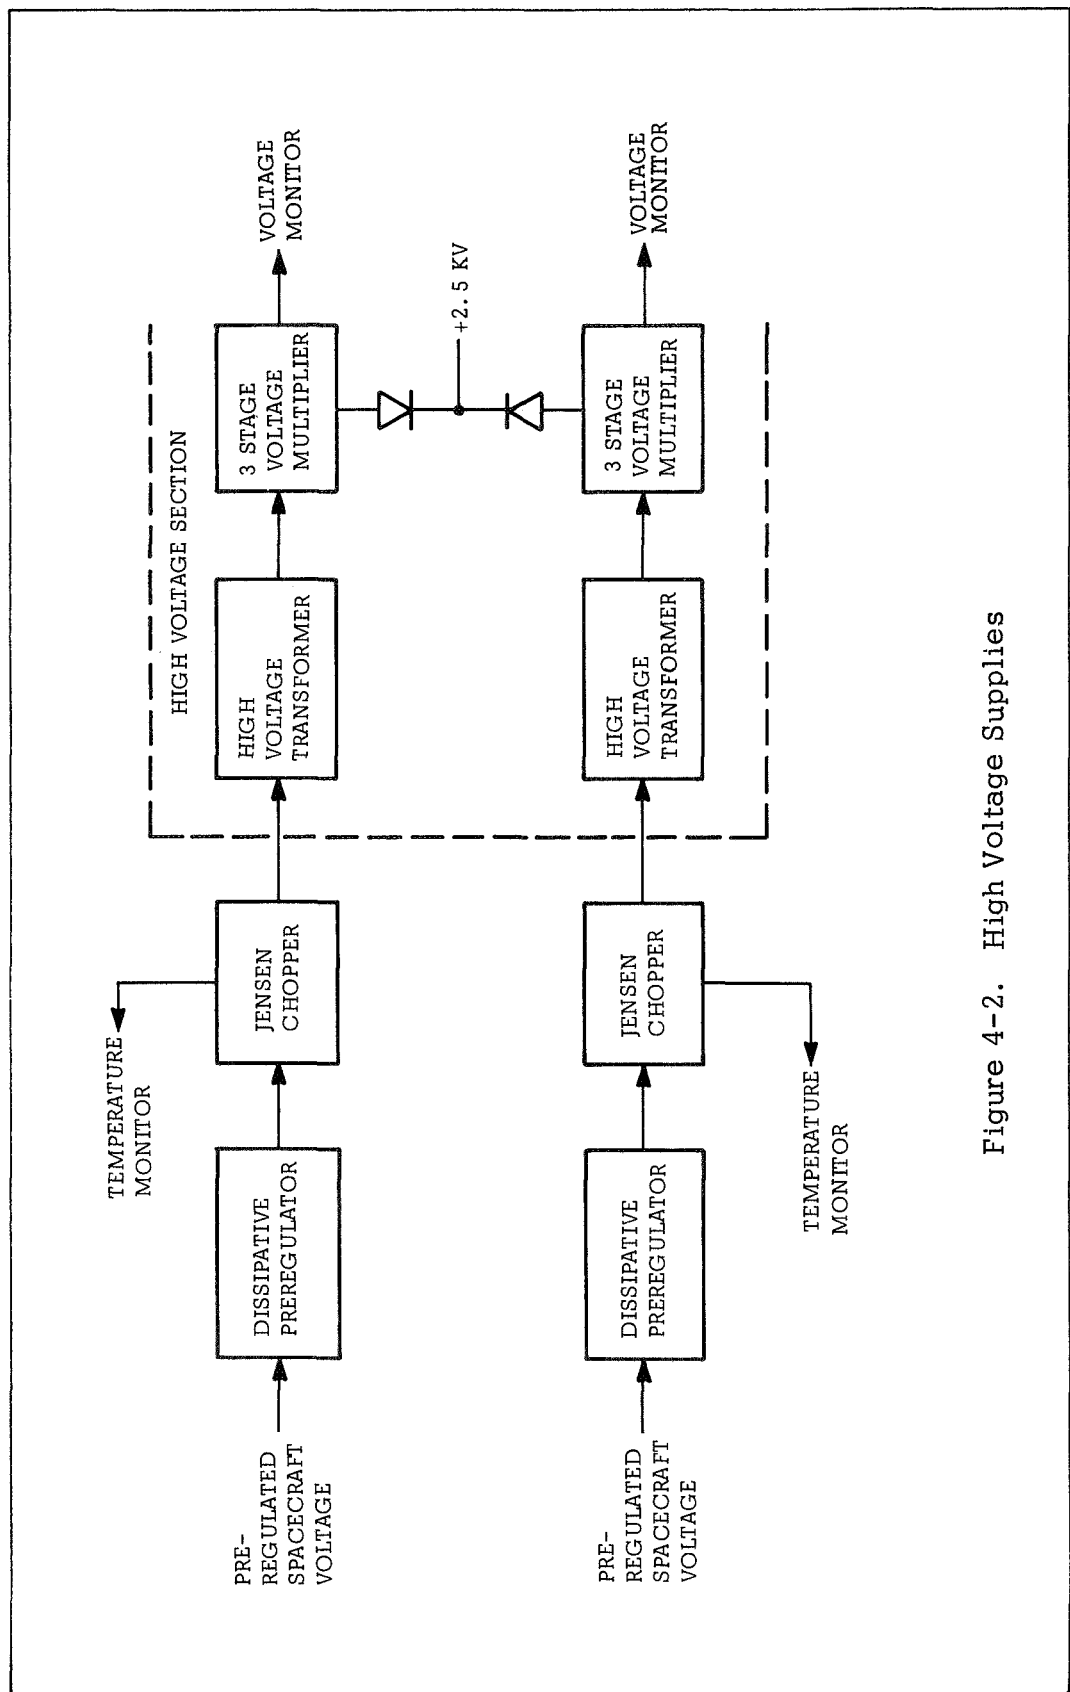 HIGH VOLTAGE SECTION
TEMPERATURE
MONITOR
PRE-
REGULATED
SPACECRAFT
VOLTAGE
DISSIPATIVE
PREREGULATOR
JENSEN
CHOPPER
HIGH
VOLTAGE
TRANSFORMER
3 STAGE
VOLTAGE
MULTIPLIER
VOLTAGE
MONITOR
+2.5 KV
PRE-
REGULATED
SPACECRAFT
VOLTAGE
DISSIPATIVE
PREREGULATOR
JENSEN
CHOPPER
HIGH
VOLTAGE
TRANSFORMER
3 STAGE
VOLTAGE
MULTIPLIER
VOLTAGE
MONITOR
TEMPERATURE
MONITOR
Figure 4-2. High Voltage Supplies